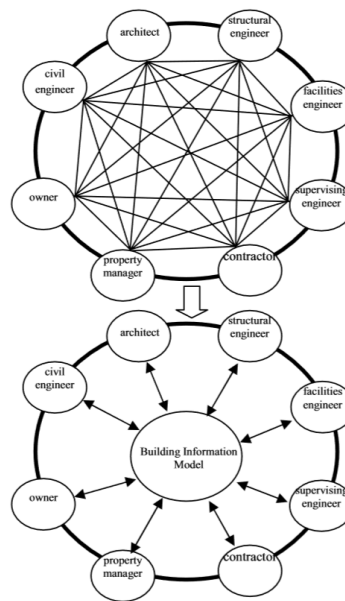 architect
structural
engineer
civil
engineer
facilities
engineer
owner
supervising
engineer
property
manager
contractor
architect
structural
engineer
civil
engineer
facilities
engineer
Building Information
Model
owner
supervising
engineer
property
manager
contractor